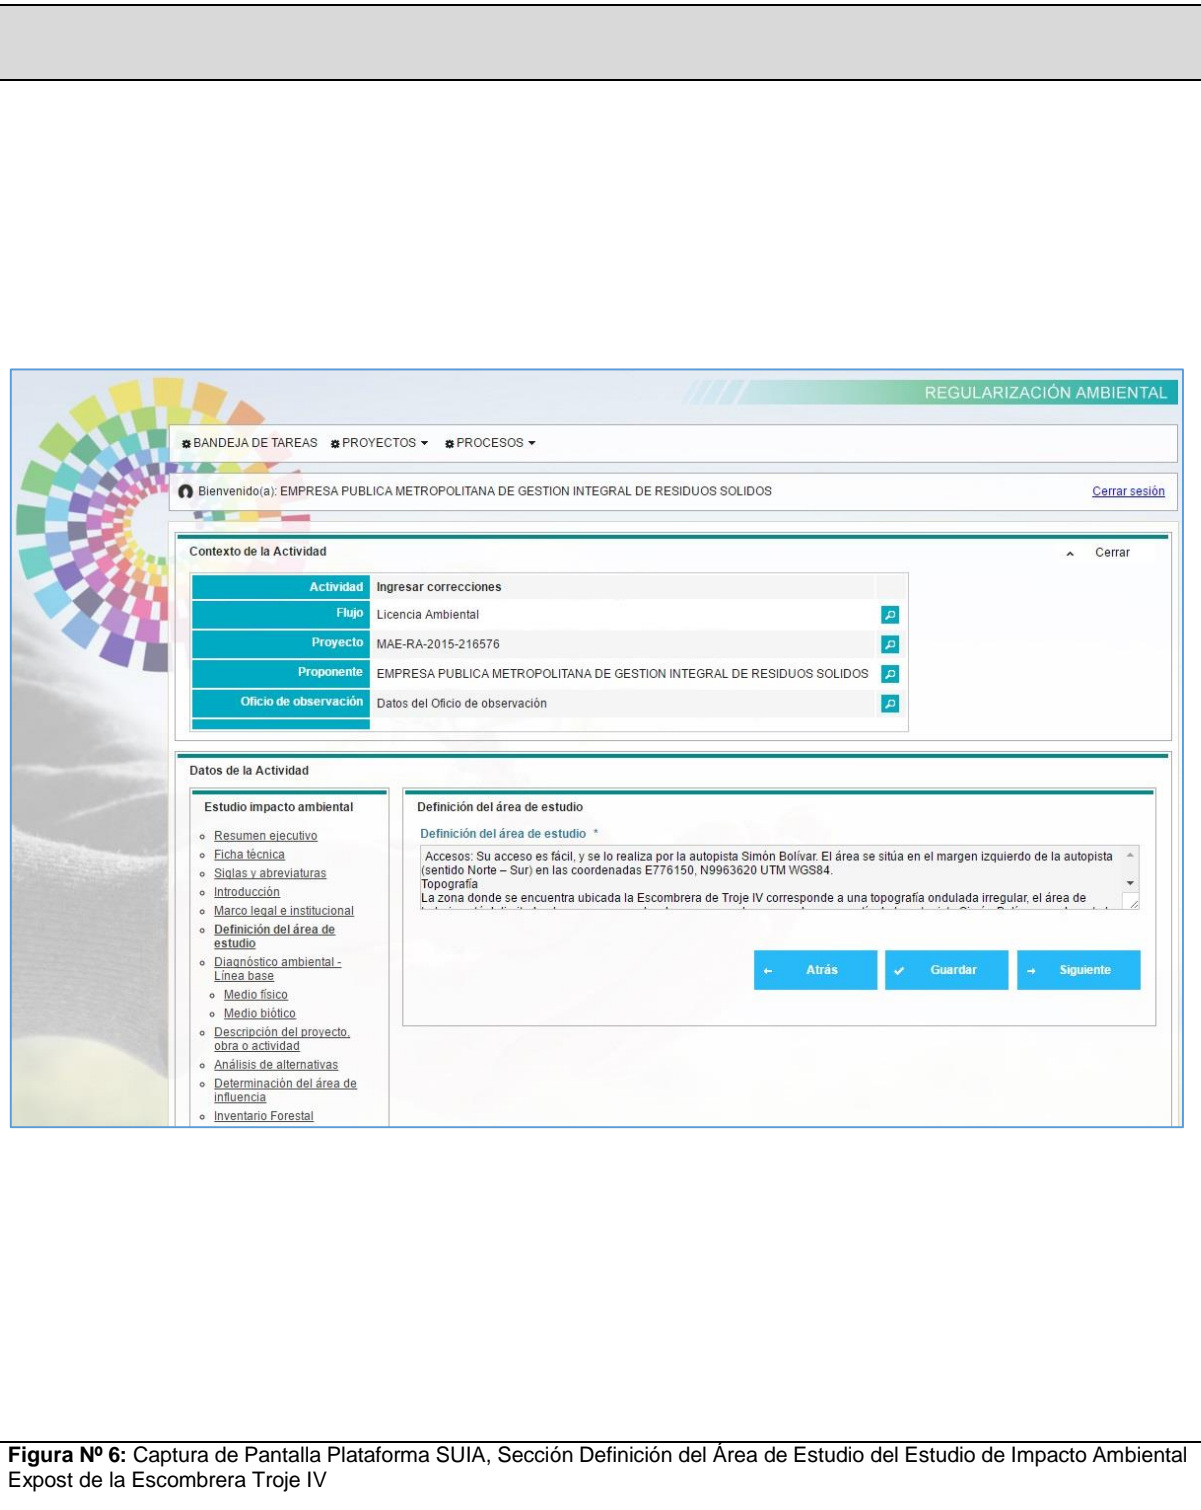 REGULARIZACIÓN AMBIENTAL
BANDEJA DE TAREAS PROYECTOS PROCESOS
Bienvenido(a): EMPRESA PUBLICA METROPOLITANA DE GESTION INTEGRAL DE RESIDUOS SOLIDOS Cerrar sesión
Contexto de la Actividad Cerrar
Actividad Ingresar correcciones
Flujo Licencia Ambiental
Proyecto MAE-RA-2015-216576
Proponente EMPRESA PUBLICA METROPOLITANA DE GESTION INTEGRAL DE RESIDUOS SOLIDOS
Oficio de observación Datos del Oficio de observación
Datos de la Actividad
Estudio impacto ambiental
Resumen ejecutivo
Ficha técnica
Siglas y abreviaturas
Introducción
Marco legal e institucional
Definición del área de
estudio
Diagnóstico ambiental -
Línea base
Medio físico
Medio biótico
Descripción del proyecto,
obra o actividad
Análisis de alternativas
Determinación del área de
influencia
Inventario Forestal
Definición del área de estudio
Definición del área de estudio *
Accesos: Su acceso es fácil, y se lo realiza por la autopista Simón Bolívar. El área se sitúa en el margen izquierdo de la autopista
(sentido Norte – Sur) en las coordenadas E776150, N9963620 UTM WGS84.
Topografía
La zona donde se encuentra ubicada la Escombrera de Troje IV corresponde a una topografía ondulada irregular, el área de
Atrás Guardar Siguiente
Figura Nº 6: Captura de Pantalla Plataforma SUIA, Sección Definición del Área de Estudio del Estudio de Impacto Ambiental
Expost de la Escombrera Troje IV